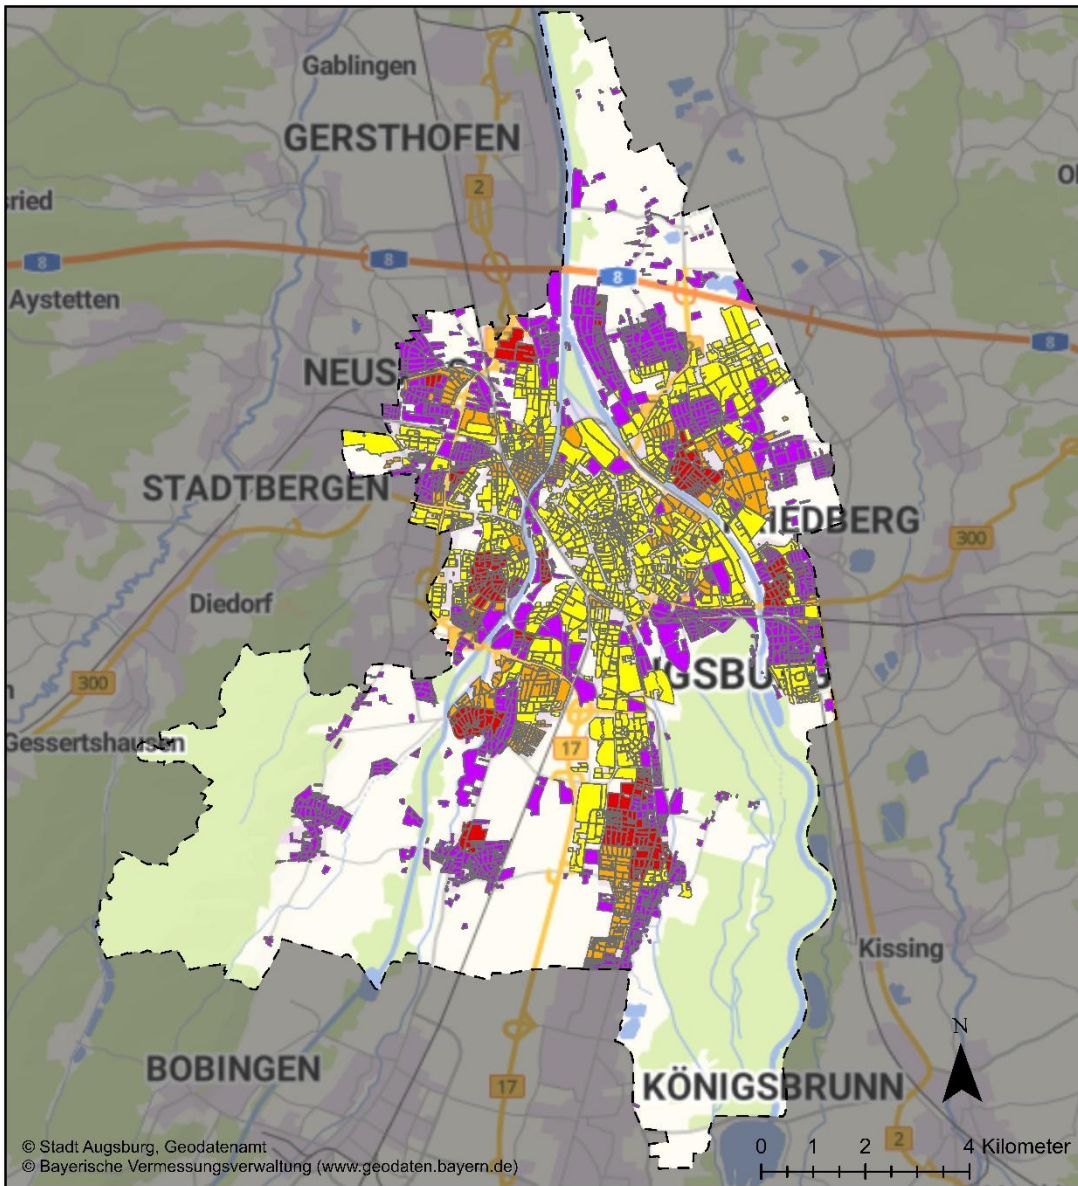 Gablingen
GERSTHOFEN
2
8
8
8
Aystetten
8
NEUS
STADTBERGEN
EDBERG
300
Diedorf
GSBU
300
Gessertshausen
17
Kissing
N
BOBINGEN
17
KÖNIGSBRUNN
2
© Stadt Augsburg, Geodatenamt
© Bayerische Vermessungsverwaltung (www.geodaten.bayern.de)
0 1 2 4 Kilometer